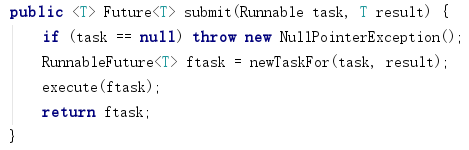 public <T> Future<T> submit(Runnable task, T result) {
    if (task == null) throw new NullPointerException();
    RunnableFuture<T> ftask = newTaskFor(task, result);
    execute(ftask);
    return ftask;
}